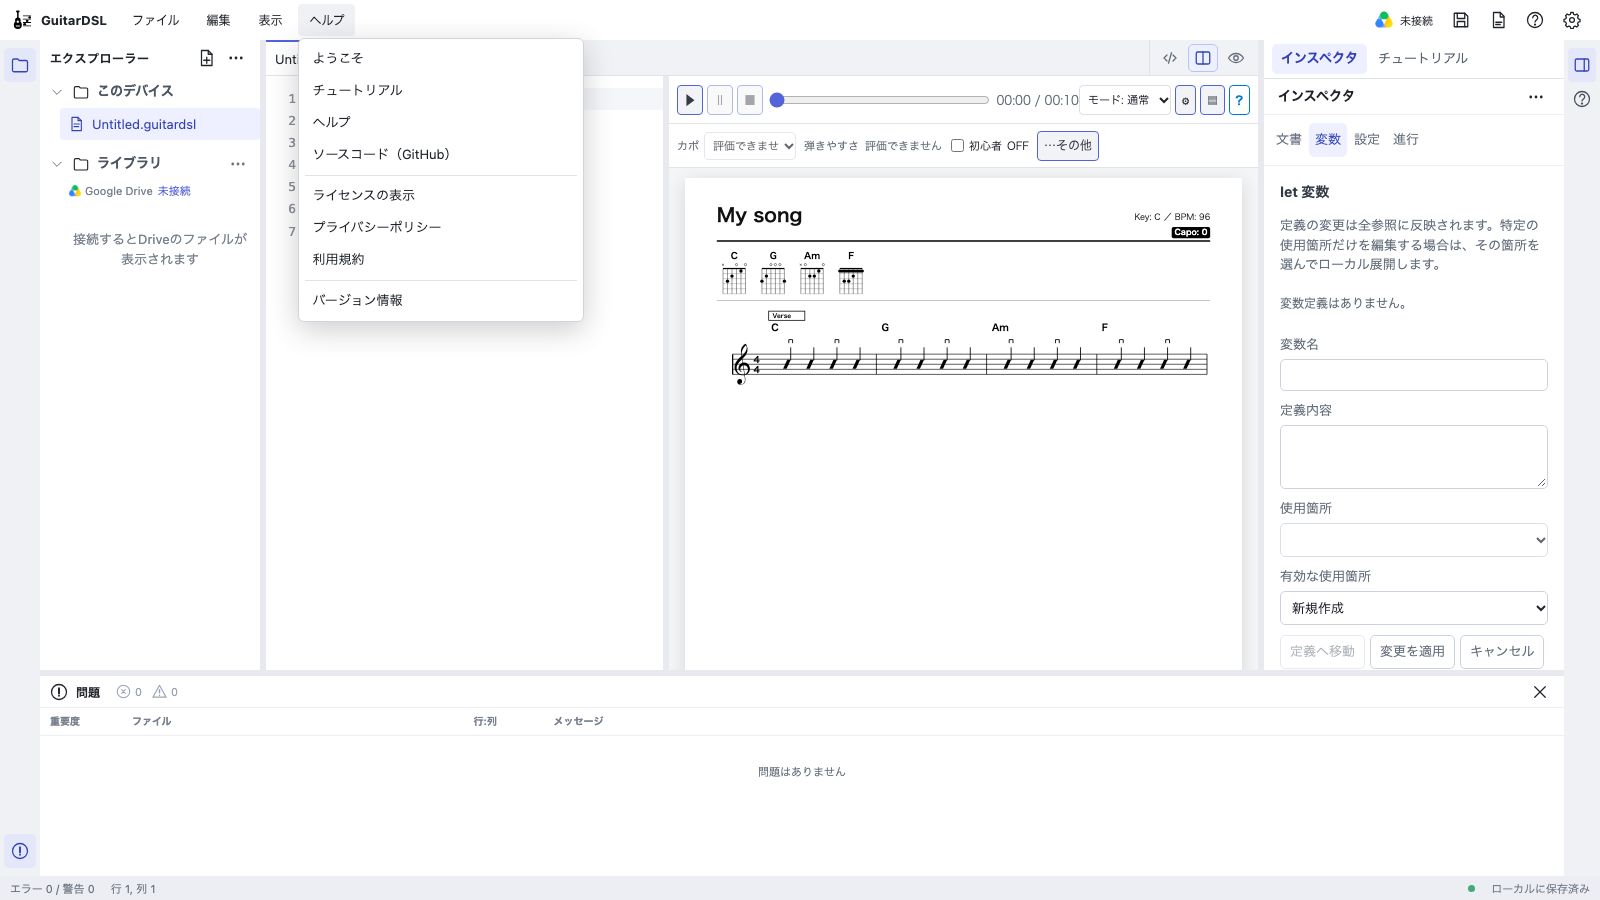 GuitarDSL ファイル 編集 表示 ヘルプ 未接続
エクスプローラー
このデバイス
Untitled.guitardsl
ライブラリ
Google Drive 未接続
接続するとDriveのファイルが
表示されます
ようこそ
チュートリアル
ヘルプ
ソースコード（GitHub）
ライセンスの表示
プライバシーポリシー
利用規約
バージョン情報
1
2
3
4
5
6
7
00:00 / 00:10 モード: 通常 ?
カポ 評価できませ 弾きやすさ 評価できません 初心者 OFF …その他
My song
Key: C ／ BPM: 96
Capo: 0
C G Am F
Verse
C G Am F
4
4
インスペクタ チュートリアル
インスペクタ
文書 変数 設定 進行
let 変数
定義の変更は全参照に反映されます。特定の
使用箇所だけを編集する場合は、その箇所を
選んでローカル展開します。
変数定義はありません。
変数名
定義内容
使用箇所
有効な使用箇所
新規作成
定義へ移動 変更を適用 キャンセル
問題 0 0
重要度 ファイル 行:列 メッセージ
問題はありません
エラー 0 / 警告 0 行 1, 列 1 ローカルに保存済み